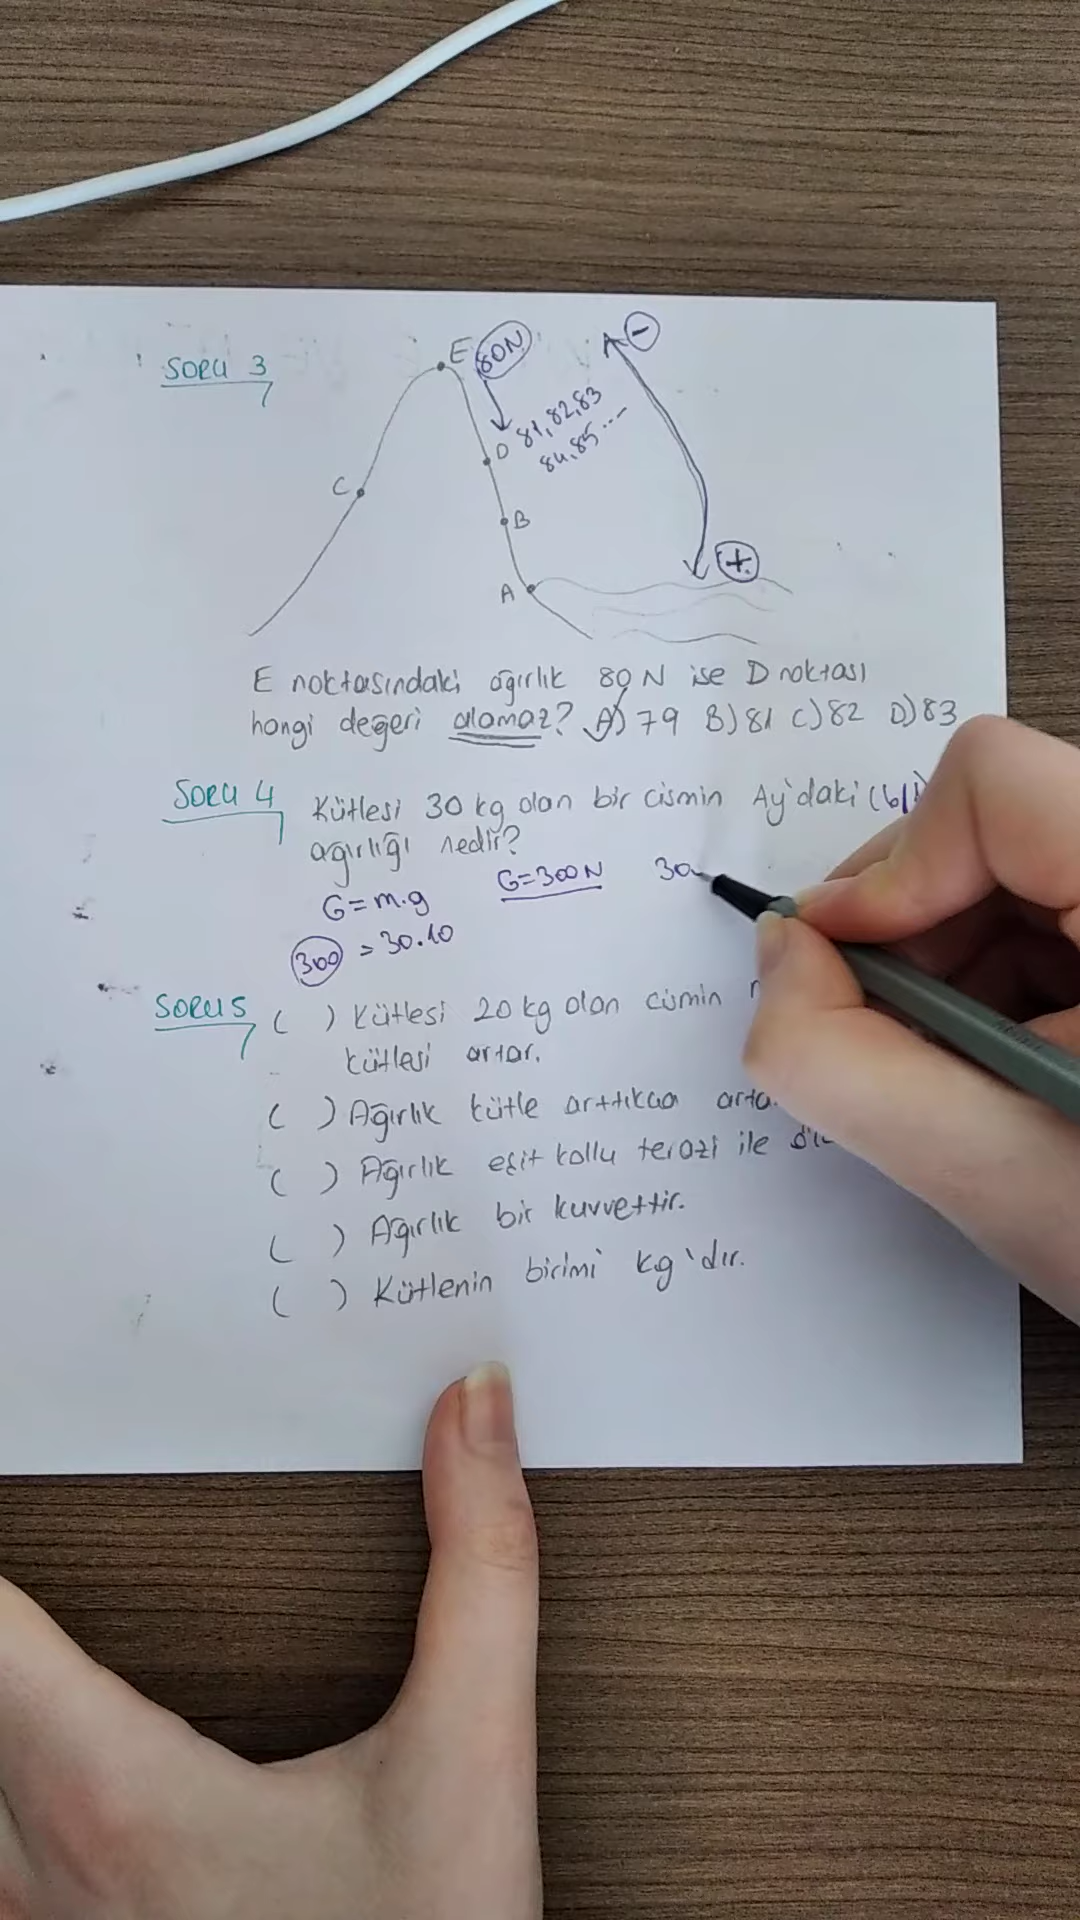 SORU 3
E 80N
−
81,82,83
84,85...
D
C
B
+
A
E noktasındaki ağırlık 80 N ise D noktası
hangi değeri alamaz? A) 79 B) 81 C) 82 D) 83
SORU 4
Kütlesi 30 kg olan bir cismin Ay'daki (6/1)
ağırlığı nedir?
G=m.g G=300N 30
300 = 30.10
SORU 5
( ) Kütlesi 20 kg olan cismin
kütlesi artar.
( ) Ağırlık kütle arttıkça
( ) Ağırlık eşit kollu terazi ile
( ) Ağırlık bir kuvvettir.
( ) Kütlenin birimi kg'dır.